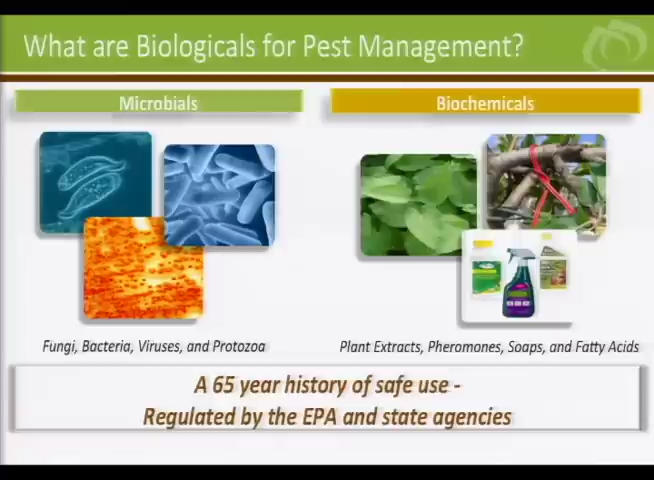 What are Biologicals for Pest Management?
Microbials
Biochemicals
Fungi, Bacteria, Viruses, and Protozoa
Plant Extracts, Pheromones, Soaps, and Fatty Acids
A 65 year history of safe use -
Regulated by the EPA and state agencies